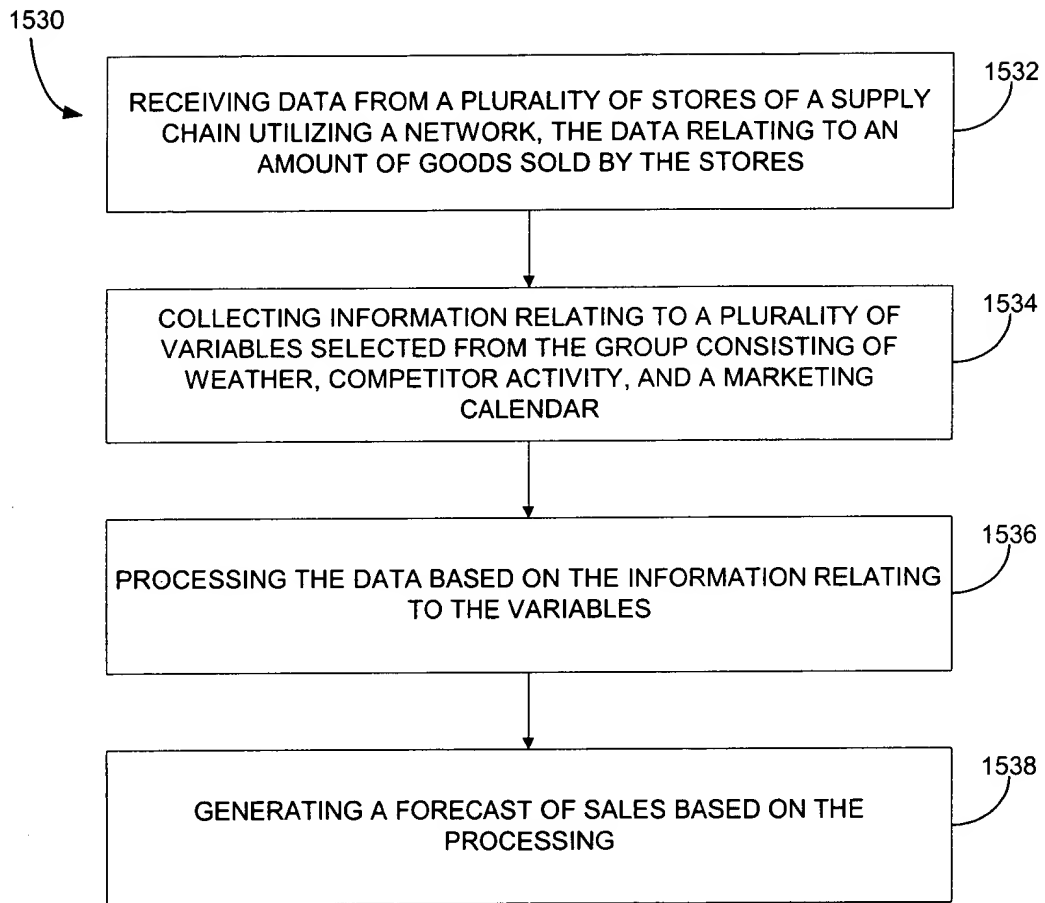 1530
1532
RECEIVING DATA FROM A PLURALITY OF STORES OF A SUPPLY
CHAIN UTILIZING A NETWORK, THE DATA RELATING TO AN
AMOUNT OF GOODS SOLD BY THE STORES
1534
COLLECTING INFORMATION RELATING TO A PLURALITY OF
VARIABLES SELECTED FROM THE GROUP CONSISTING OF
WEATHER, COMPETITOR ACTIVITY, AND A MARKETING
CALENDAR
1536
PROCESSING THE DATA BASED ON THE INFORMATION RELATING
TO THE VARIABLES
1538
GENERATING A FORECAST OF SALES BASED ON THE
PROCESSING